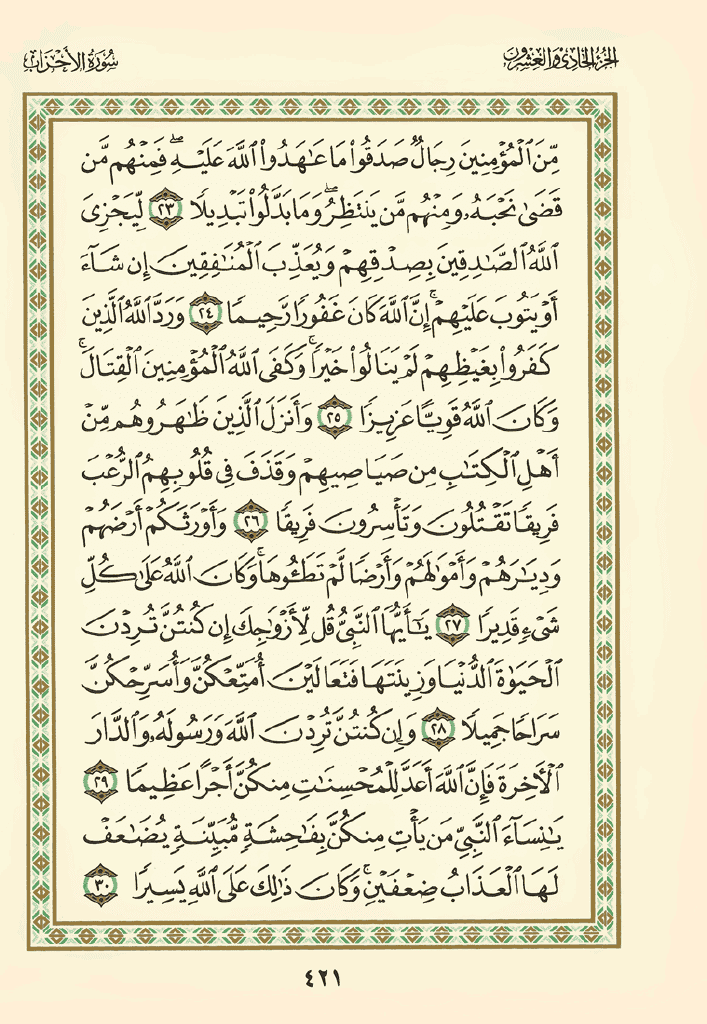 الجزء الحادي والعشرون
سورة الأحزاب
مِّنَ ٱلْمُؤْمِنِينَ رِجَالٌ صَدَقُوا۟ مَا عَـٰهَدُوا۟ ٱللَّهَ عَلَيْهِ ۖ فَمِنْهُم مَّن
قَضَىٰ نَحْبَهُۥ وَمِنْهُم مَّن يَنتَظِرُ ۖ وَمَا بَدَّلُوا۟ تَبْدِيلًا ٢٣ لِّيَجْزِىَ
ٱللَّهُ ٱلصَّـٰدِقِينَ بِصِدْقِهِمْ وَيُعَذِّبَ ٱلْمُنَـٰفِقِينَ إِن شَآءَ
أَوْ يَتُوبَ عَلَيْهِمْ ۚ إِنَّ ٱللَّهَ كَانَ غَفُورًا رَّحِيمًا ٢٤ وَرَدَّ ٱللَّهُ ٱلَّذِينَ
كَفَرُوا۟ بِغَيْظِهِمْ لَمْ يَنَالُوا۟ خَيْرًا ۚ وَكَفَى ٱللَّهُ ٱلْمُؤْمِنِينَ ٱلْقِتَالَ ۚ
وَكَانَ ٱللَّهُ قَوِيًّا عَزِيزًا ٢٥ وَأَنزَلَ ٱلَّذِينَ ظَـٰهَرُوهُم مِّنْ
أَهْلِ ٱلْكِتَـٰبِ مِن صَيَاصِيهِمْ وَقَذَفَ فِى قُلُوبِهِمُ ٱلرُّعْبَ
فَرِيقًا تَقْتُلُونَ وَتَأْسِرُونَ فَرِيقًا ٢٦ وَأَوْرَثَكُمْ أَرْضَهُمْ
وَدِيَـٰرَهُمْ وَأَمْوَٰلَهُمْ وَأَرْضًا لَّمْ تَطَـُٔوهَا ۚ وَكَانَ ٱللَّهُ عَلَىٰ كُلِّ
شَىْءٍ قَدِيرًا ٢٧ يَـٰٓأَيُّهَا ٱلنَّبِىُّ قُل لِّأَزْوَٰجِكَ إِن كُنتُنَّ تُرِدْنَ
ٱلْحَيَوٰةَ ٱلدُّنْيَا وَزِينَتَهَا فَتَعَالَيْنَ أُمَتِّعْكُنَّ وَأُسَرِّحْكُنَّ
سَرَاحًا جَمِيلًا ٢٨ وَإِن كُنتُنَّ تُرِدْنَ ٱللَّهَ وَرَسُولَهُۥ وَٱلدَّارَ
ٱلْـَٔاخِرَةَ فَإِنَّ ٱللَّهَ أَعَدَّ لِلْمُحْسِنَـٰتِ مِنكُنَّ أَجْرًا عَظِيمًا ٢٩
يَـٰنِسَآءَ ٱلنَّبِىِّ مَن يَأْتِ مِنكُنَّ بِفَـٰحِشَةٍ مُّبَيِّنَةٍ يُضَـٰعَفْ
لَهَا ٱلْعَذَابُ ضِعْفَيْنِ ۚ وَكَانَ ذَٰلِكَ عَلَى ٱللَّهِ يَسِيرًا ٣٠
٤٢١